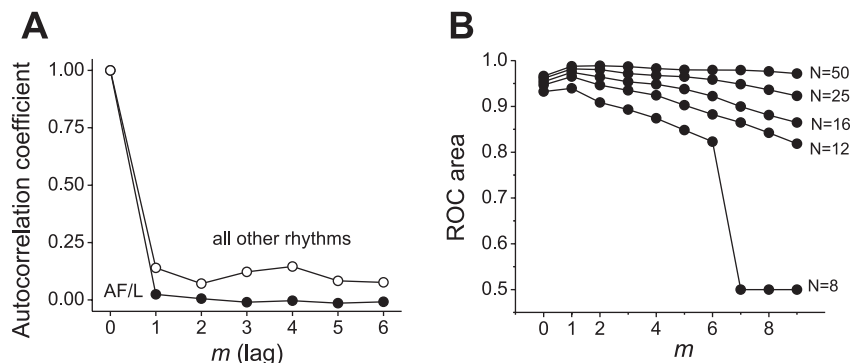 A
Autocorrelation coefficient
1.00
0.75
0.50
0.25
0.00
all other rhythms
AF/L
0 1 2 3 4 5 6
m (lag)
B
ROC area
1.0
0.9
0.8
0.7
0.6
0.5
N=50
N=25
N=16
N=12
N=8
0 1 2 4 6 8
m